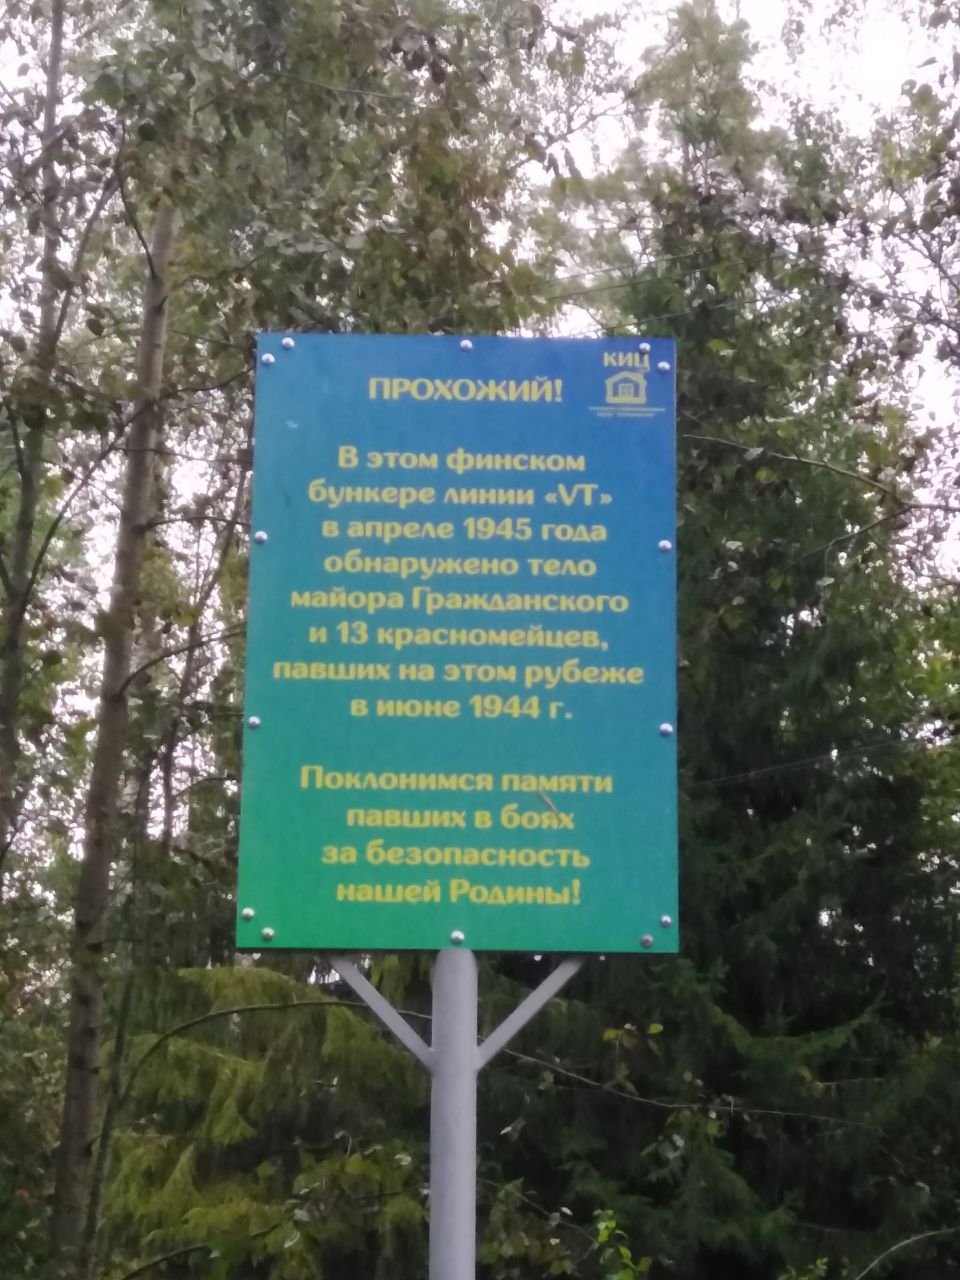 КИЦ
ПРОХОЖИЙ!
В этом финском
бункере линии «VT»
в апреле 1945 года
обнаружено тело
майора Гражданского
и 13 красномейцев,
павших на этом рубеже
в июне 1944 г.
Поклонимся памяти
павших в боях
за безопасность
нашей Родины!